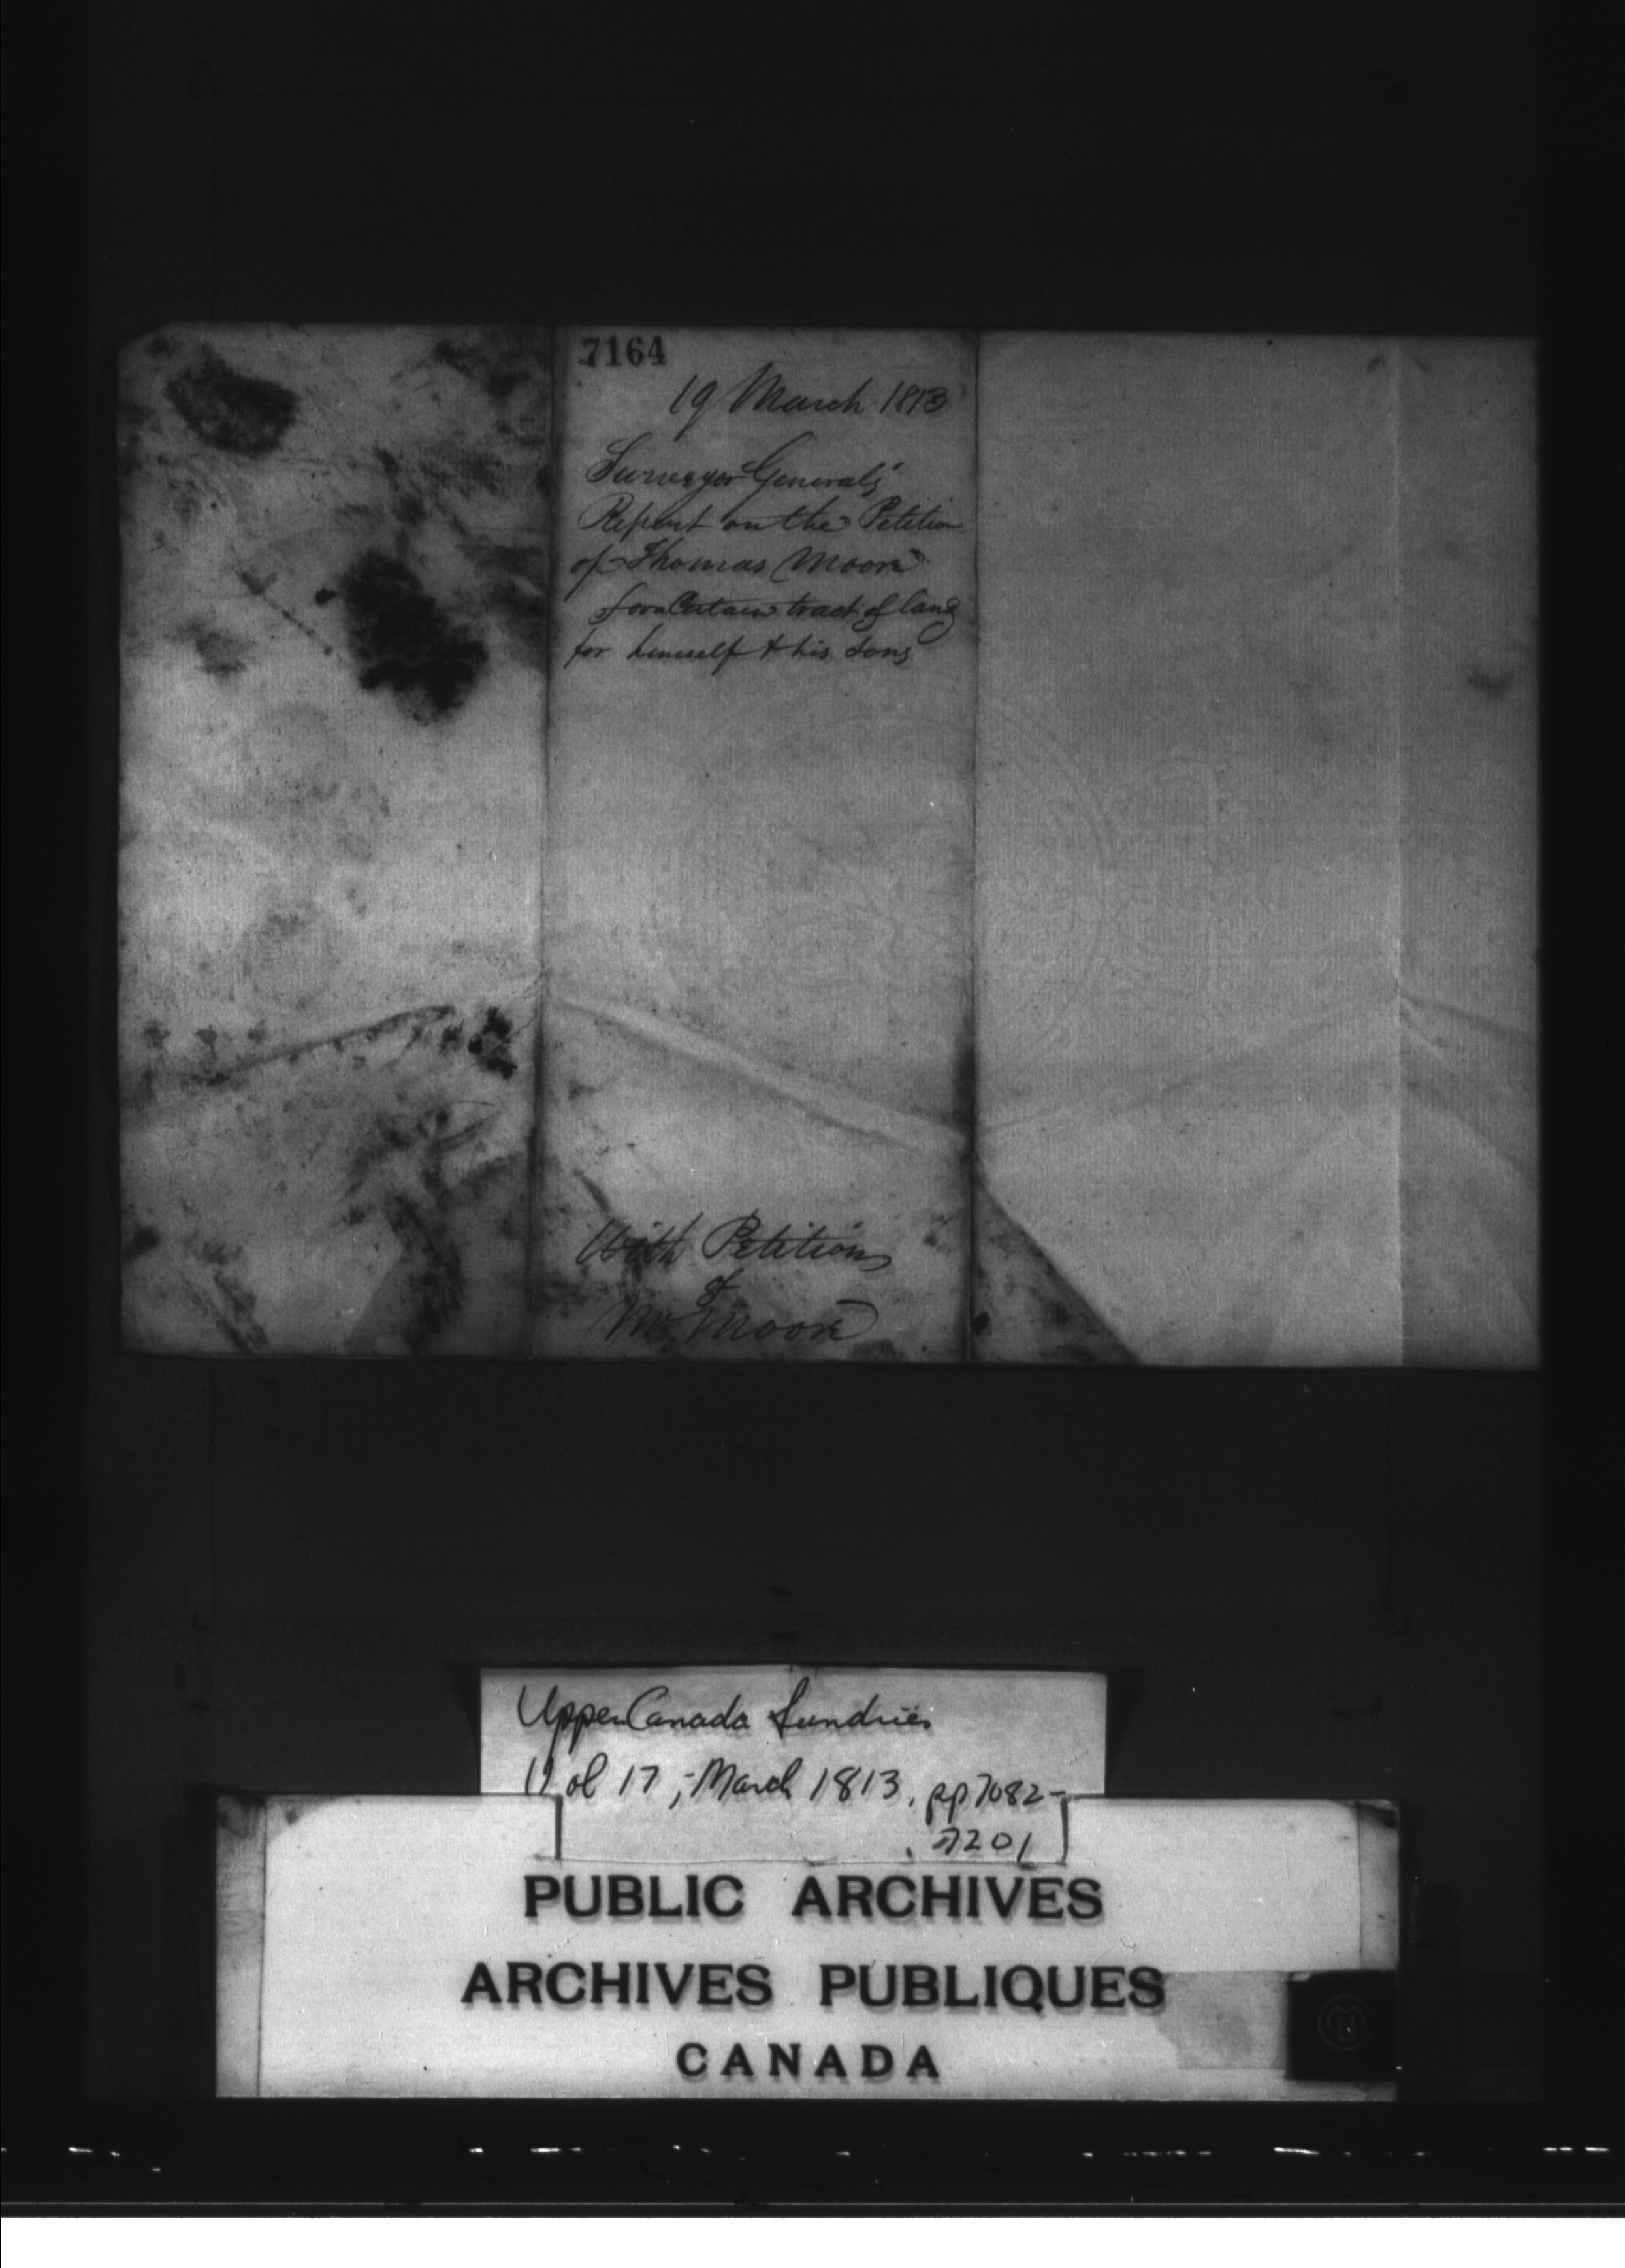 7164
19 March 1813
Surveyor Generals'
Report on the Petition
of Thomas Moore
for a Certain tract of land
for himself & his Sons
With Petitions
of
Mr. Moore
Upper Canada Sundries
Vol 17, - March 1813, pp 7082-
7201
PUBLIC ARCHIVES
ARCHIVES PUBLIQUES
CANADA